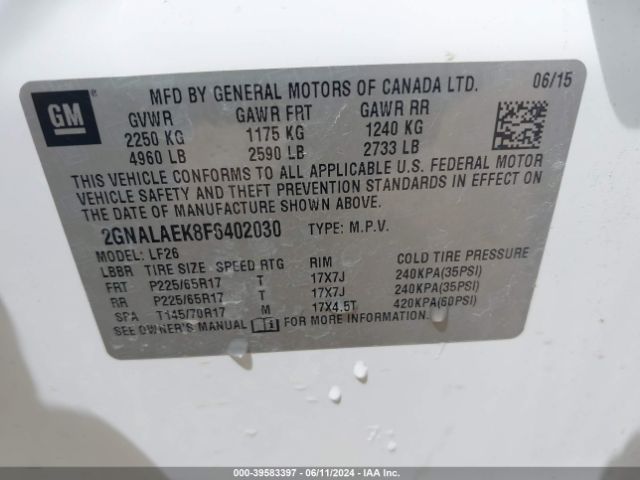 GM
MFD BY GENERAL MOTORS OF CANADA LTD. 06/15
GVWR GAWR FRT GAWR RR
2250 KG 1175 KG 1240 KG
4960 LB 2590 LB 2733 LB
THIS VEHICLE CONFORMS TO ALL APPLICABLE U.S. FEDERAL MOTOR
VEHICLE SAFETY AND THEFT PREVENTION STANDARDS IN EFFECT ON
THE DATE OF MANUFACTURE SHOWN ABOVE.
2GNALAEK8F6402030 TYPE: M.P.V.
MODEL: LF26
LBBR TIRE SIZE SPEED RTG RIM COLD TIRE PRESSURE
FRT P225/65R17 T 17X7J 240KPA(35PSI)
RR P225/65R17 T 17X7J 240KPA(35PSI)
SPA T145/70R17 M 17X4.5T 420KPA(60PSI)
SEE OWNER'S MANUAL FOR MORE INFORMATION.
000-39583397 - 06/11/2024 - IAA Inc.